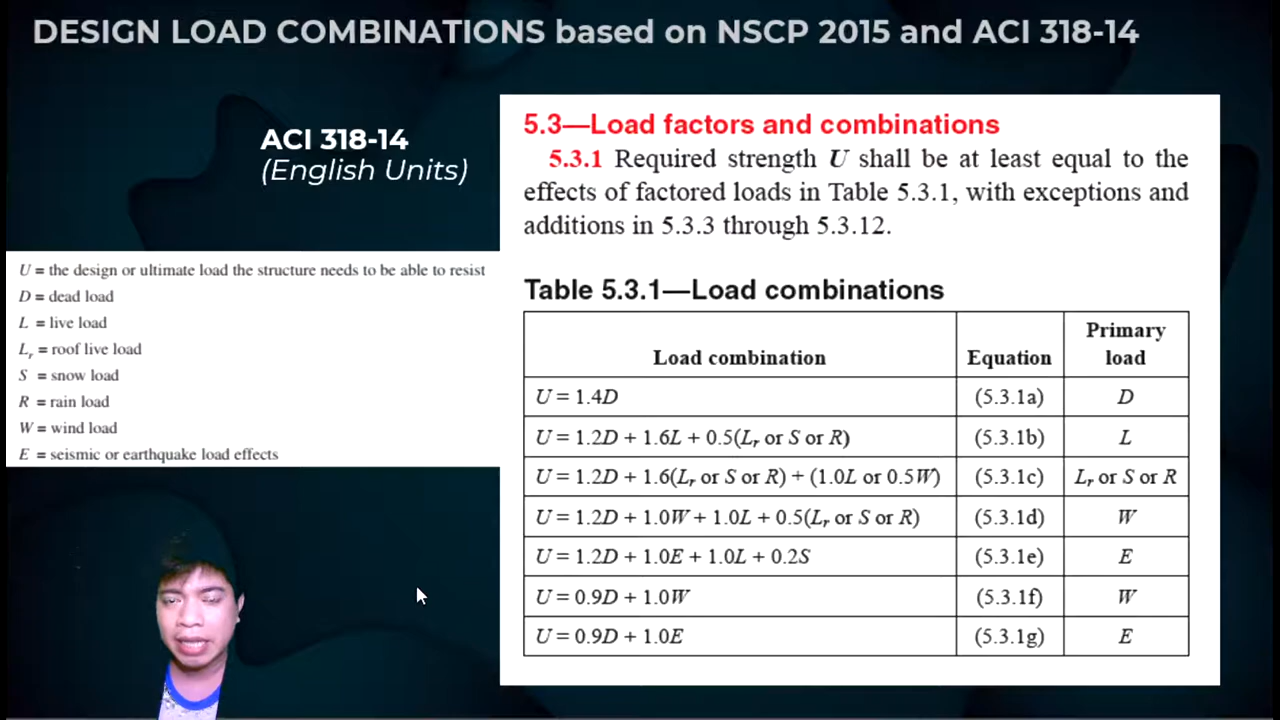 DESIGN LOAD COMBINATIONS based on NSCP 2015 and ACI 318-14
ACI 318-14
(English Units)
U = the design or ultimate load the structure needs to be able to resist
D = dead load
L = live load
Lr = roof live load
S = snow load
R = rain load
W = wind load
E = seismic or earthquake load effects
5.3—Load factors and combinations
5.3.1 Required strength U shall be at least equal to the
effects of factored loads in Table 5.3.1, with exceptions and
additions in 5.3.3 through 5.3.12.
Table 5.3.1—Load combinations
Load combination Equation Primary load
U = 1.4D (5.3.1a) D
U = 1.2D + 1.6L + 0.5(Lr or S or R) (5.3.1b) L
U = 1.2D + 1.6(Lr or S or R) + (1.0L or 0.5W) (5.3.1c) Lr or S or R
U = 1.2D + 1.0W + 1.0L + 0.5(Lr or S or R) (5.3.1d) W
U = 1.2D + 1.0E + 1.0L + 0.2S (5.3.1e) E
U = 0.9D + 1.0W (5.3.1f) W
U = 0.9D + 1.0E (5.3.1g) E